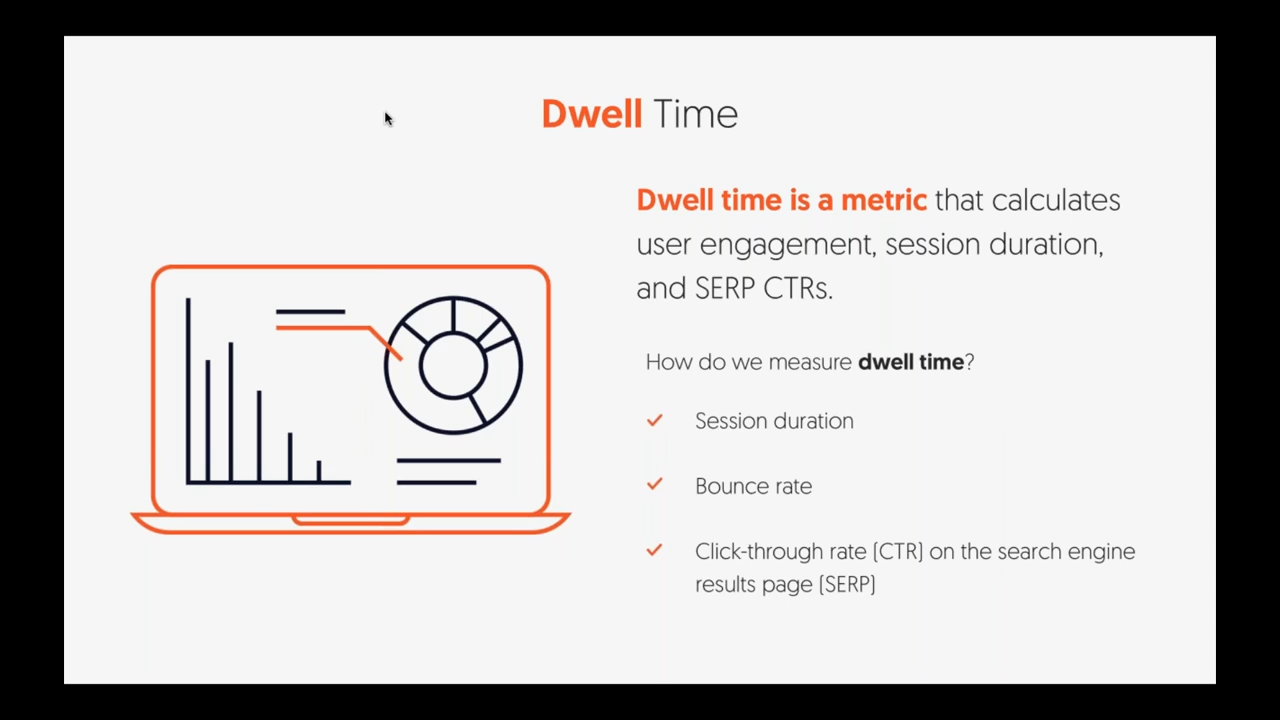 Dwell Time
Dwell time is a metric that calculates
user engagement, session duration,
and SERP CTRs.
How do we measure dwell time?
Session duration
Bounce rate
Click-through rate (CTR) on the search engine
results page (SERP)